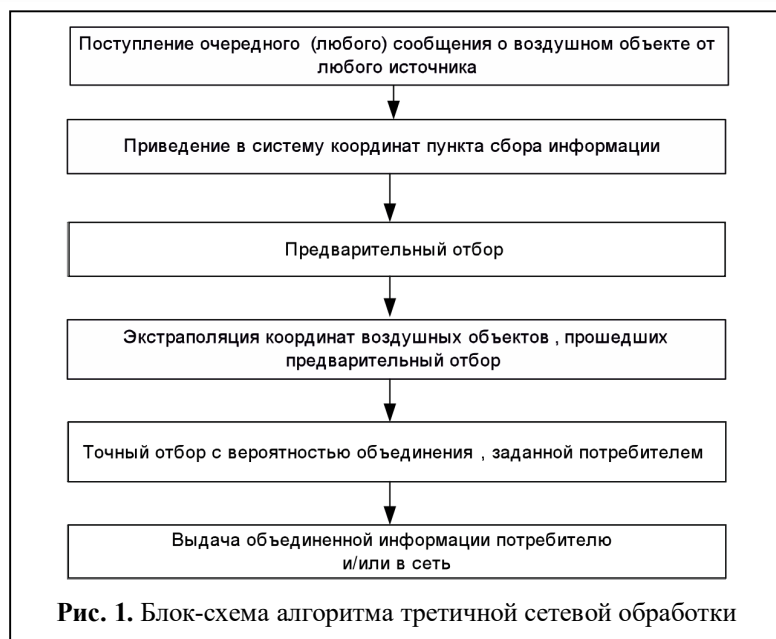 Поступление очередного (любого) сообщения о воздушном объекте от
любого источника
Приведение в систему координат пункта сбора информации
Предварительный отбор
Экстраполяция координат воздушных объектов , прошедших
предварительный отбор
Точный отбор с вероятностью объединения , заданной потребителем
Выдача объединенной информации потребителю
и/или в сеть
Рис. 1. Блок-схема алгоритма третичной сетевой обработки